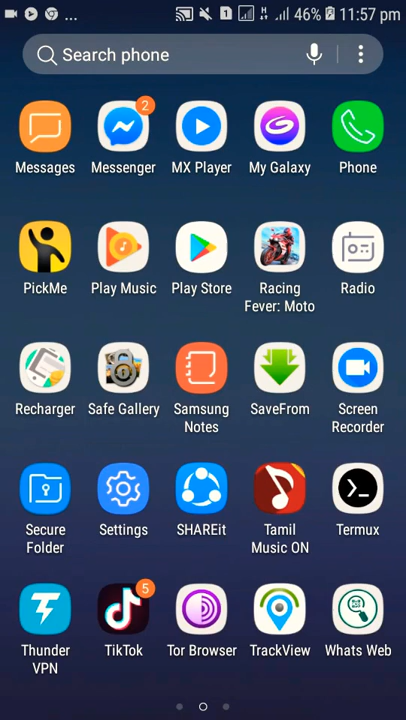 ... 1 46% 11:57 pm
Search phone
2
Messages Messenger MX Player My Galaxy Phone
PickMe Play Music Play Store Racing Fever: Moto Radio
Recharger Safe Gallery Samsung Notes SaveFrom Screen Recorder
Secure Folder Settings SHAREit Tamil Music ON Termux
5
Thunder VPN TikTok Tor Browser TrackView Whats Web